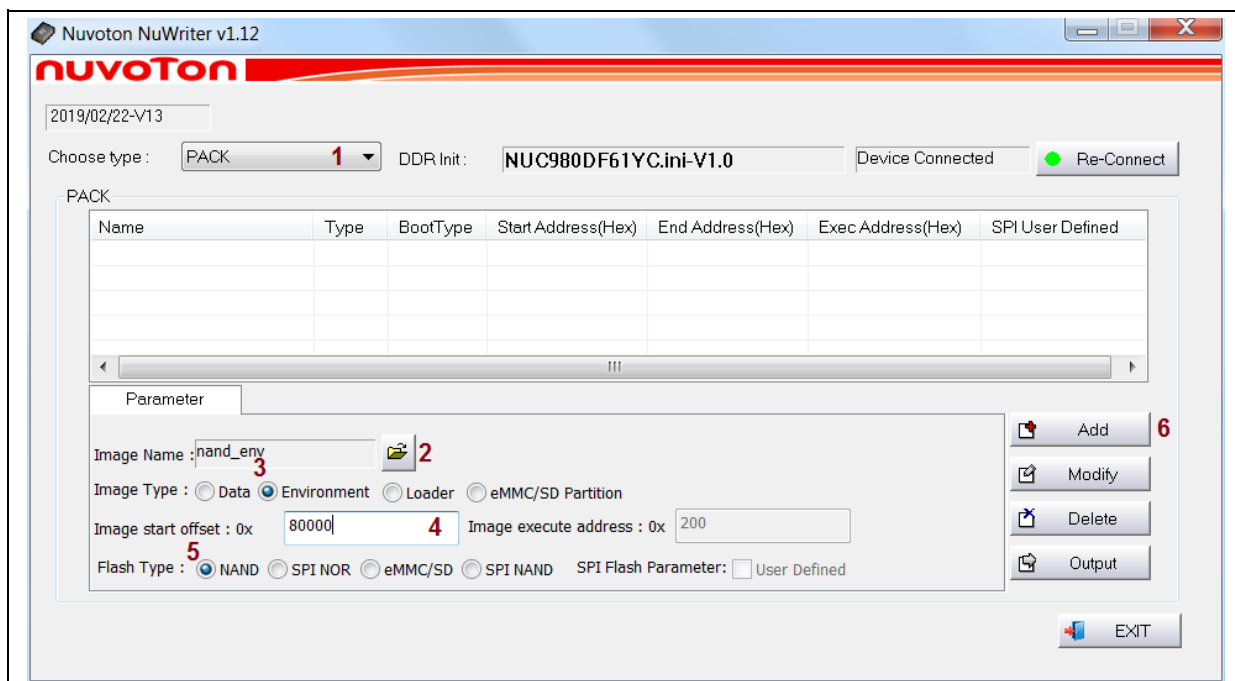 Nuvoton NuWriter v1.12
nuvoTon
2019/02/22-V13
Choose type : PACK 1 DDR Init : NUC980DF61YC.ini-V1.0 Device Connected Re-Connect
PACK
Name Type BootType Start Address(Hex) End Address(Hex) Exec Address(Hex) SPI User Defined
Parameter
Image Name : nand_env 2
3
Image Type : Data Environment Loader eMMC/SD Partition
Image start offset : 0x 80000 4 Image execute address : 0x 200
5
Flash Type : NAND SPI NOR eMMC/SD SPI NAND SPI Flash Parameter: User Defined
Add 6
Modify
Delete
Output
EXIT